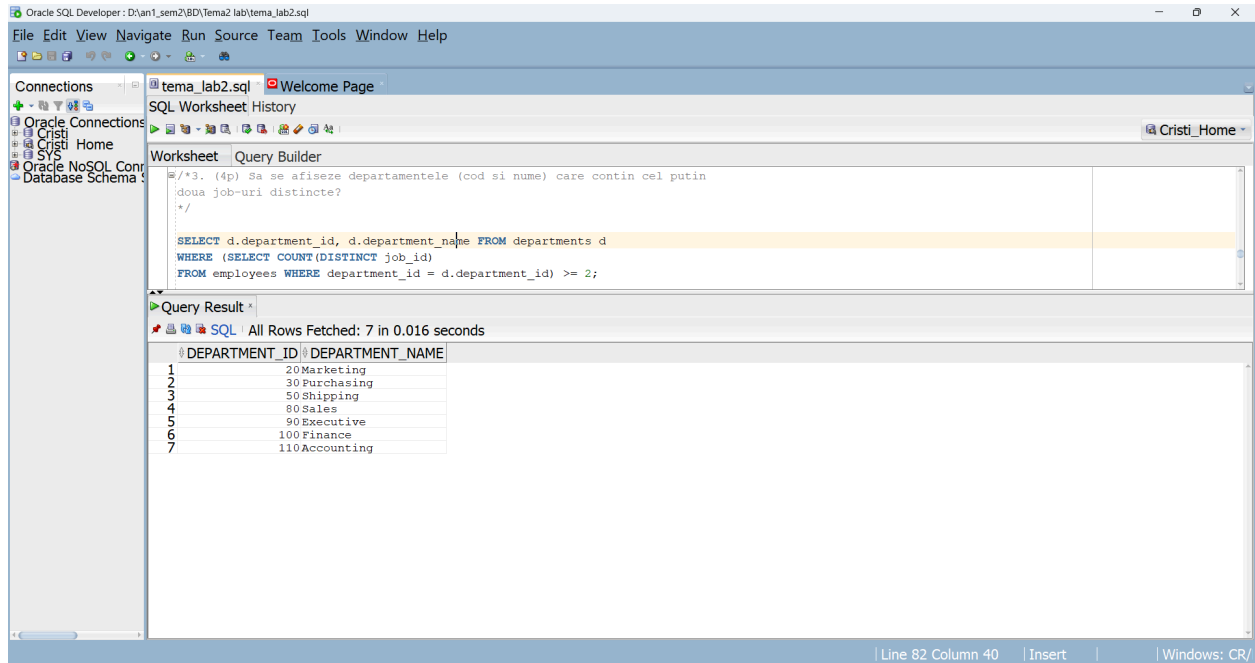 Oracle SQL Developer : D:\an1_sem2\BD\Tema2 lab\tema_lab2.sql
File Edit View Navigate Run Source Team Tools Window Help
Connections
tema_lab2.sql
Welcome Page
SQL Worksheet History
Oracle Connections
Cristi
Cristi Home
SYS
Oracle NoSQL Conn
Database Schema S
Cristi_Home
Worksheet Query Builder
/*3. (4p) Sa se afiseze departamentele (cod si nume) care contin cel putin
doua job-uri distincte?
*/
SELECT d.department_id, d.department_name FROM departments d
WHERE (SELECT COUNT(DISTINCT job_id)
FROM employees WHERE department_id = d.department_id) >= 2;
Query Result
SQL All Rows Fetched: 7 in 0.016 seconds
DEPARTMENT_ID DEPARTMENT_NAME
1 20 Marketing
2 30 Purchasing
3 50 Shipping
4 80 Sales
5 90 Executive
6 100 Finance
7 110 Accounting
Line 82 Column 40 Insert Windows: CR/